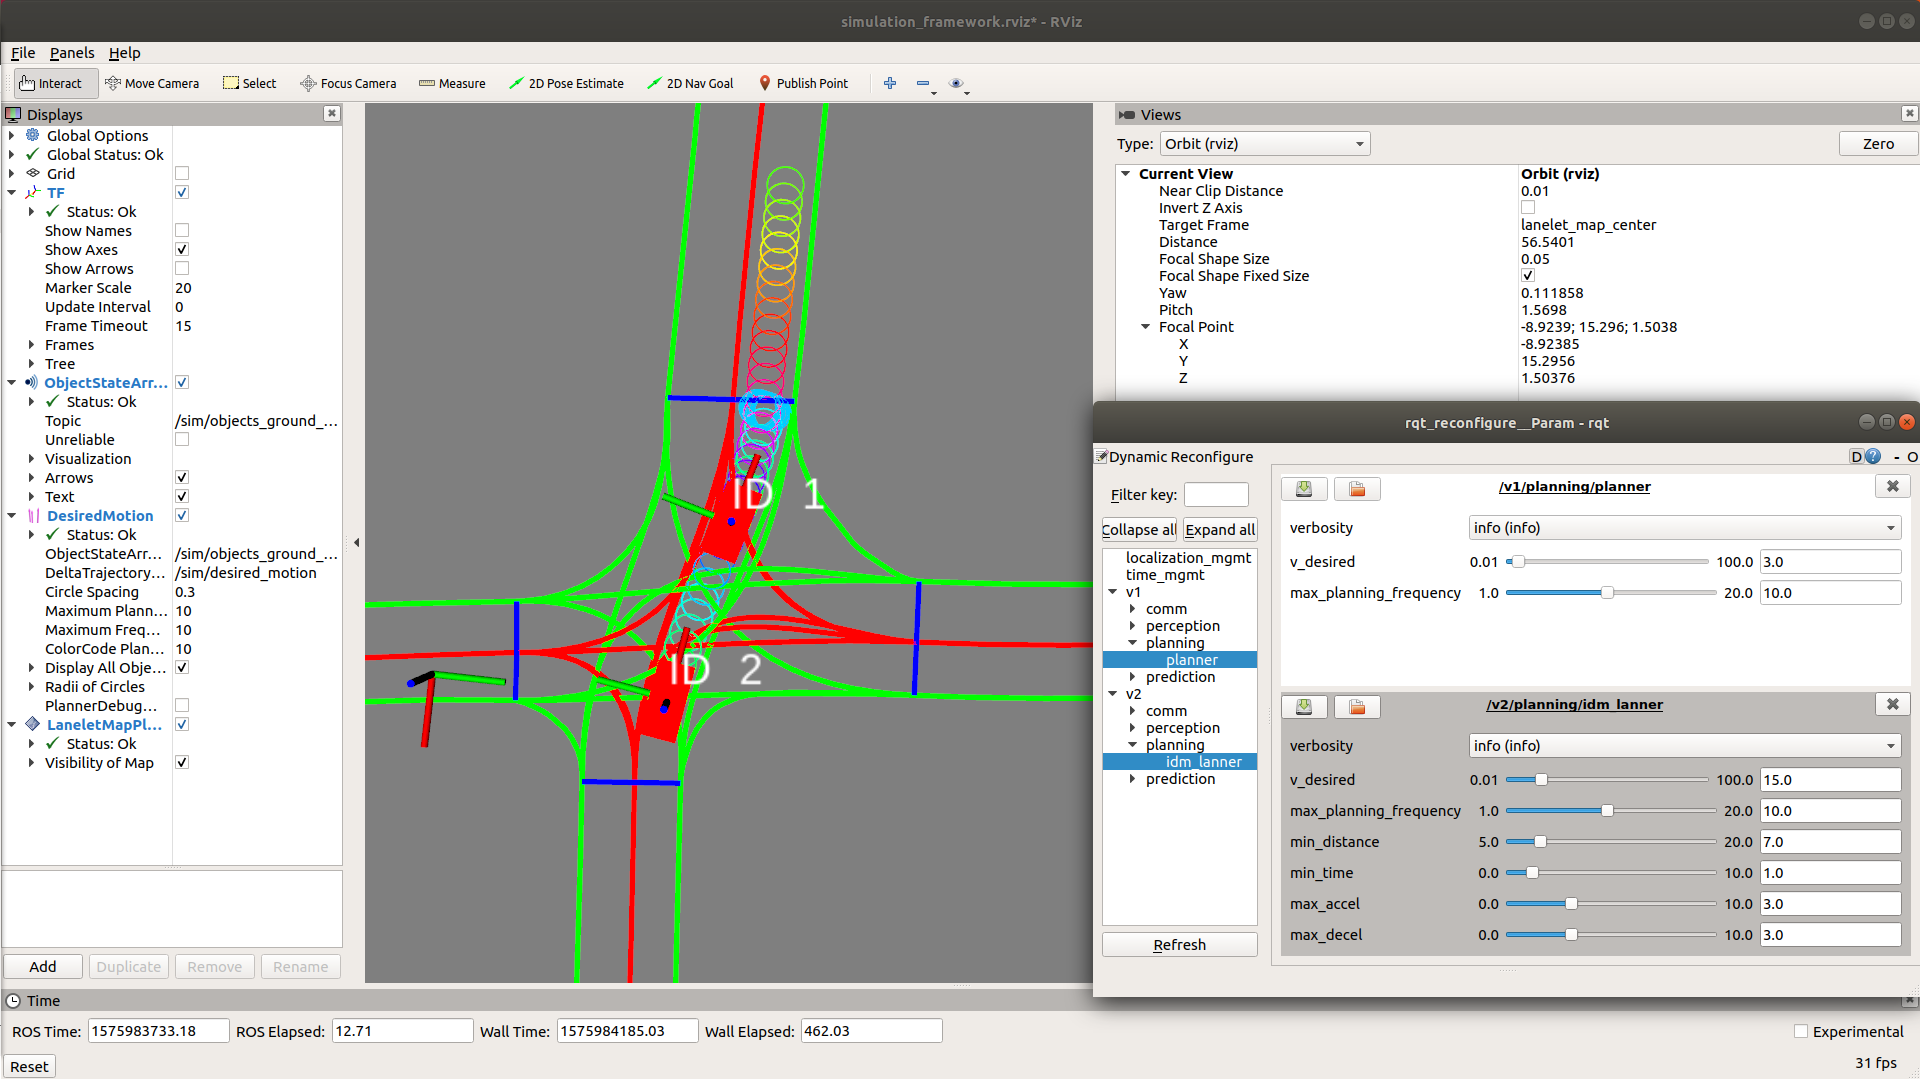 simulation_framework.rviz* - RViz
File Panels Help
Interact Move Camera Select Focus Camera Measure 2D Pose Estimate 2D Nav Goal Publish Point
Displays
Global Options
Global Status: Ok
Grid
TF
Status: Ok
Show Names
Show Axes
Show Arrows
Marker Scale 20
Update Interval 0
Frame Timeout 15
Frames
Tree
ObjectStateArr...
Status: Ok
Topic /sim/objects_ground_...
Unreliable
Visualization
Arrows
Text
DesiredMotion
Status: Ok
ObjectStateArr... /sim/objects_ground_...
DeltaTrajectory... /sim/desired_motion
Circle Spacing 0.3
Maximum Plann... 10
Maximum Freq... 10
ColorCode Plan... 10
Display All Obje...
Radii of Circles
PlannerDebug...
LaneletMapPl...
Status: Ok
Visibility of Map
Add Duplicate Remove Rename
ID 1
ID 2
Views
Type: Orbit (rviz) Zero
Current View Orbit (rviz)
Near Clip Distance 0.01
Invert Z Axis
Target Frame lanelet_map_center
Distance 56.5401
Focal Shape Size 0.05
Focal Shape Fixed Size
Yaw 0.111858
Pitch 1.5698
Focal Point -8.9239; 15.296; 1.5038
X -8.92385
Y 15.2956
Z 1.50376
rqt_reconfigure__Param - rqt
Dynamic Reconfigure D - O
Filter key:
Collapse all Expand all
localization_mgmt
time_mgmt
v1
comm
perception
planning
planner
prediction
v2
comm
perception
planning
idm_lanner
prediction
Refresh
/v1/planning/planner
verbosity info (info)
v_desired 0.01 100.0 3.0
max_planning_frequency 1.0 20.0 10.0
/v2/planning/idm_lanner
verbosity info (info)
v_desired 0.01 100.0 15.0
max_planning_frequency 1.0 20.0 10.0
min_distance 5.0 20.0 7.0
min_time 0.0 10.0 1.0
max_accel 0.0 10.0 3.0
max_decel 0.0 10.0 3.0
Time
ROS Time: 1575983733.18 ROS Elapsed: 12.71 Wall Time: 1575984185.03 Wall Elapsed: 462.03 Experimental
Reset 31 fps